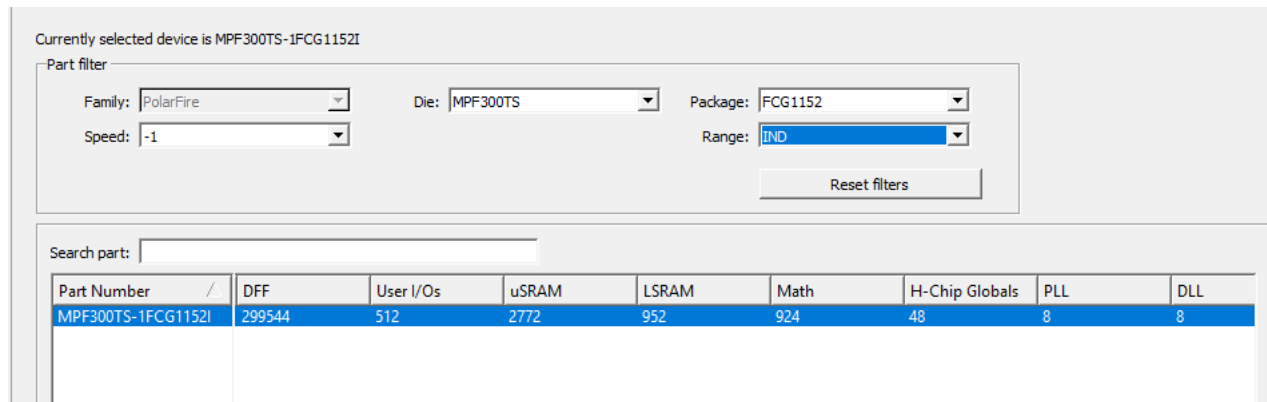 Currently selected device is MPF300TS-1FCG1152I
Part filter
Family: PolarFire Die: MPF300TS Package: FCG1152
Speed: -1 Range: IND
Reset filters
Search part:
Part Number DFF User I/Os uSRAM LSRAM Math H-Chip Globals PLL DLL
MPF300TS-1FCG1152I 299544 512 2772 952 924 48 8 8